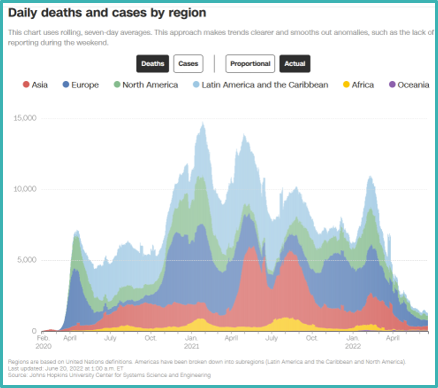 Daily deaths and cases by region
This chart uses rolling, seven-day averages. This approach makes trends clearer and smooths out anomalies, such as the lack of
reporting during the weekend.
Deaths Cases Proportional Actual
Asia Europe North America Latin America and the Caribbean Africa Oceania
15,000
10,000
5,000
0
Feb. April July Oct. Jan. April July Oct. Jan. April
2020 2021 2022
Regions are based on United Nations definitions. Americas have been broken down into subregions (Latin America and the Caribbean and North America)
Last updated: June 20, 2022 at 1:00 a.m. ET
Source: Johns Hopkins University Center for Systems Science and Engineering